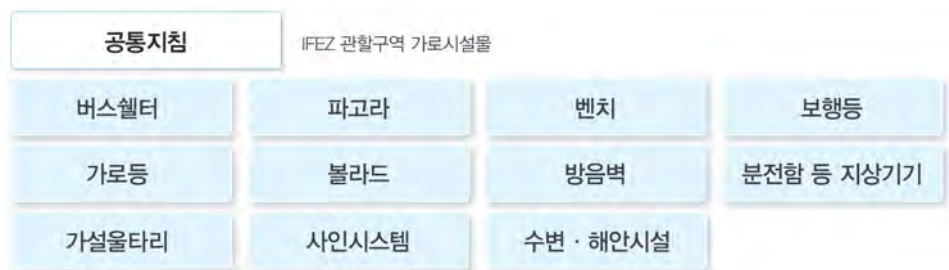 공통지침 IFEZ 관할구역 가로시설물
버스쉘터 파고라 벤치 보행등
가로등 볼라드 방음벽 분전함 등 지상기기
가설울타리 사인시스템 수변 · 해안시설